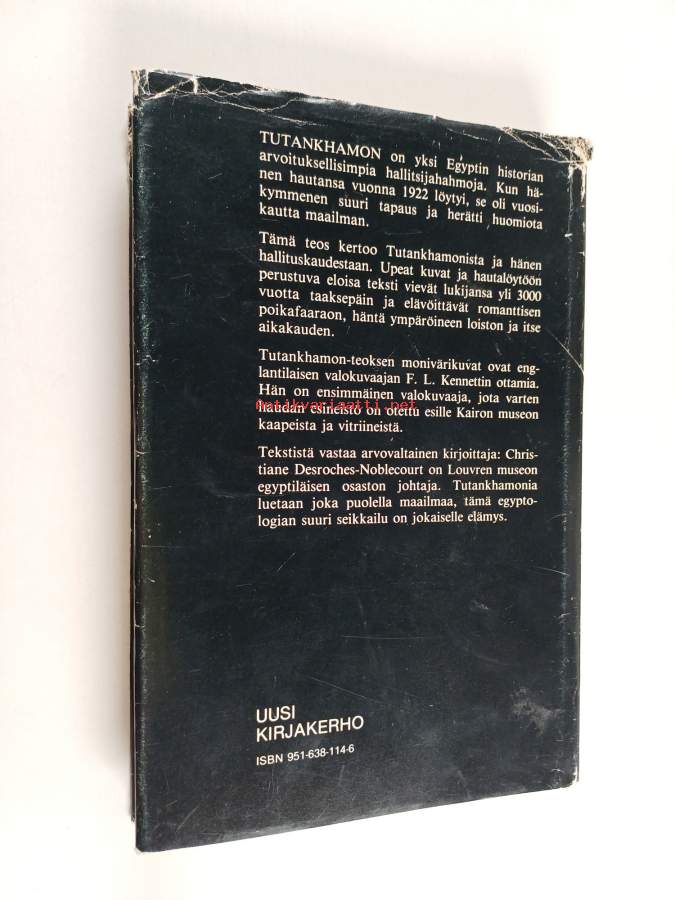 TUTANKHAMON on yksi Egyptin historian
arvoituksellisimpia hallitsijahahmoja. Kun hä-
nen hautansa vuonna 1922 löytyi, se oli vuosi-
kymmenen suuri tapaus ja herätti huomiota
kautta maailman.
Tämä teos kertoo Tutankhamonista ja hänen
hallituskaudestaan. Upeat kuvat ja hautalöytöön
perustuva eloisa teksti vievät lukijansa yli 3000
vuotta taaksepäin ja elävöittävät romanttisen
poikafaaraon, häntä ympäröineen loiston ja itse
aikakauden.
Tutankhamon-teoksen monivärikuvat ovat eng-
lantilaisen valokuvaajan F. L. Kennettin ottamia.
Hän on ensimmäinen valokuvaaja, jota varten
Antikvariaatti.net
haudan esineistö on otettu esille Kairon museon
kaapeista ja vitriineistä.
Tekstistä vastaa arvovaltainen kirjoittaja: Chris-
tiane Desroches-Noblecourt on Louvren museon
egyptiläisen osaston johtaja. Tutankhamonia
luetaan joka puolella maailmaa, tämä egypto-
logian suuri seikkailu on jokaiselle elämys.
UUSI
KIRJAKERHO
ISBN 951-638-114-6